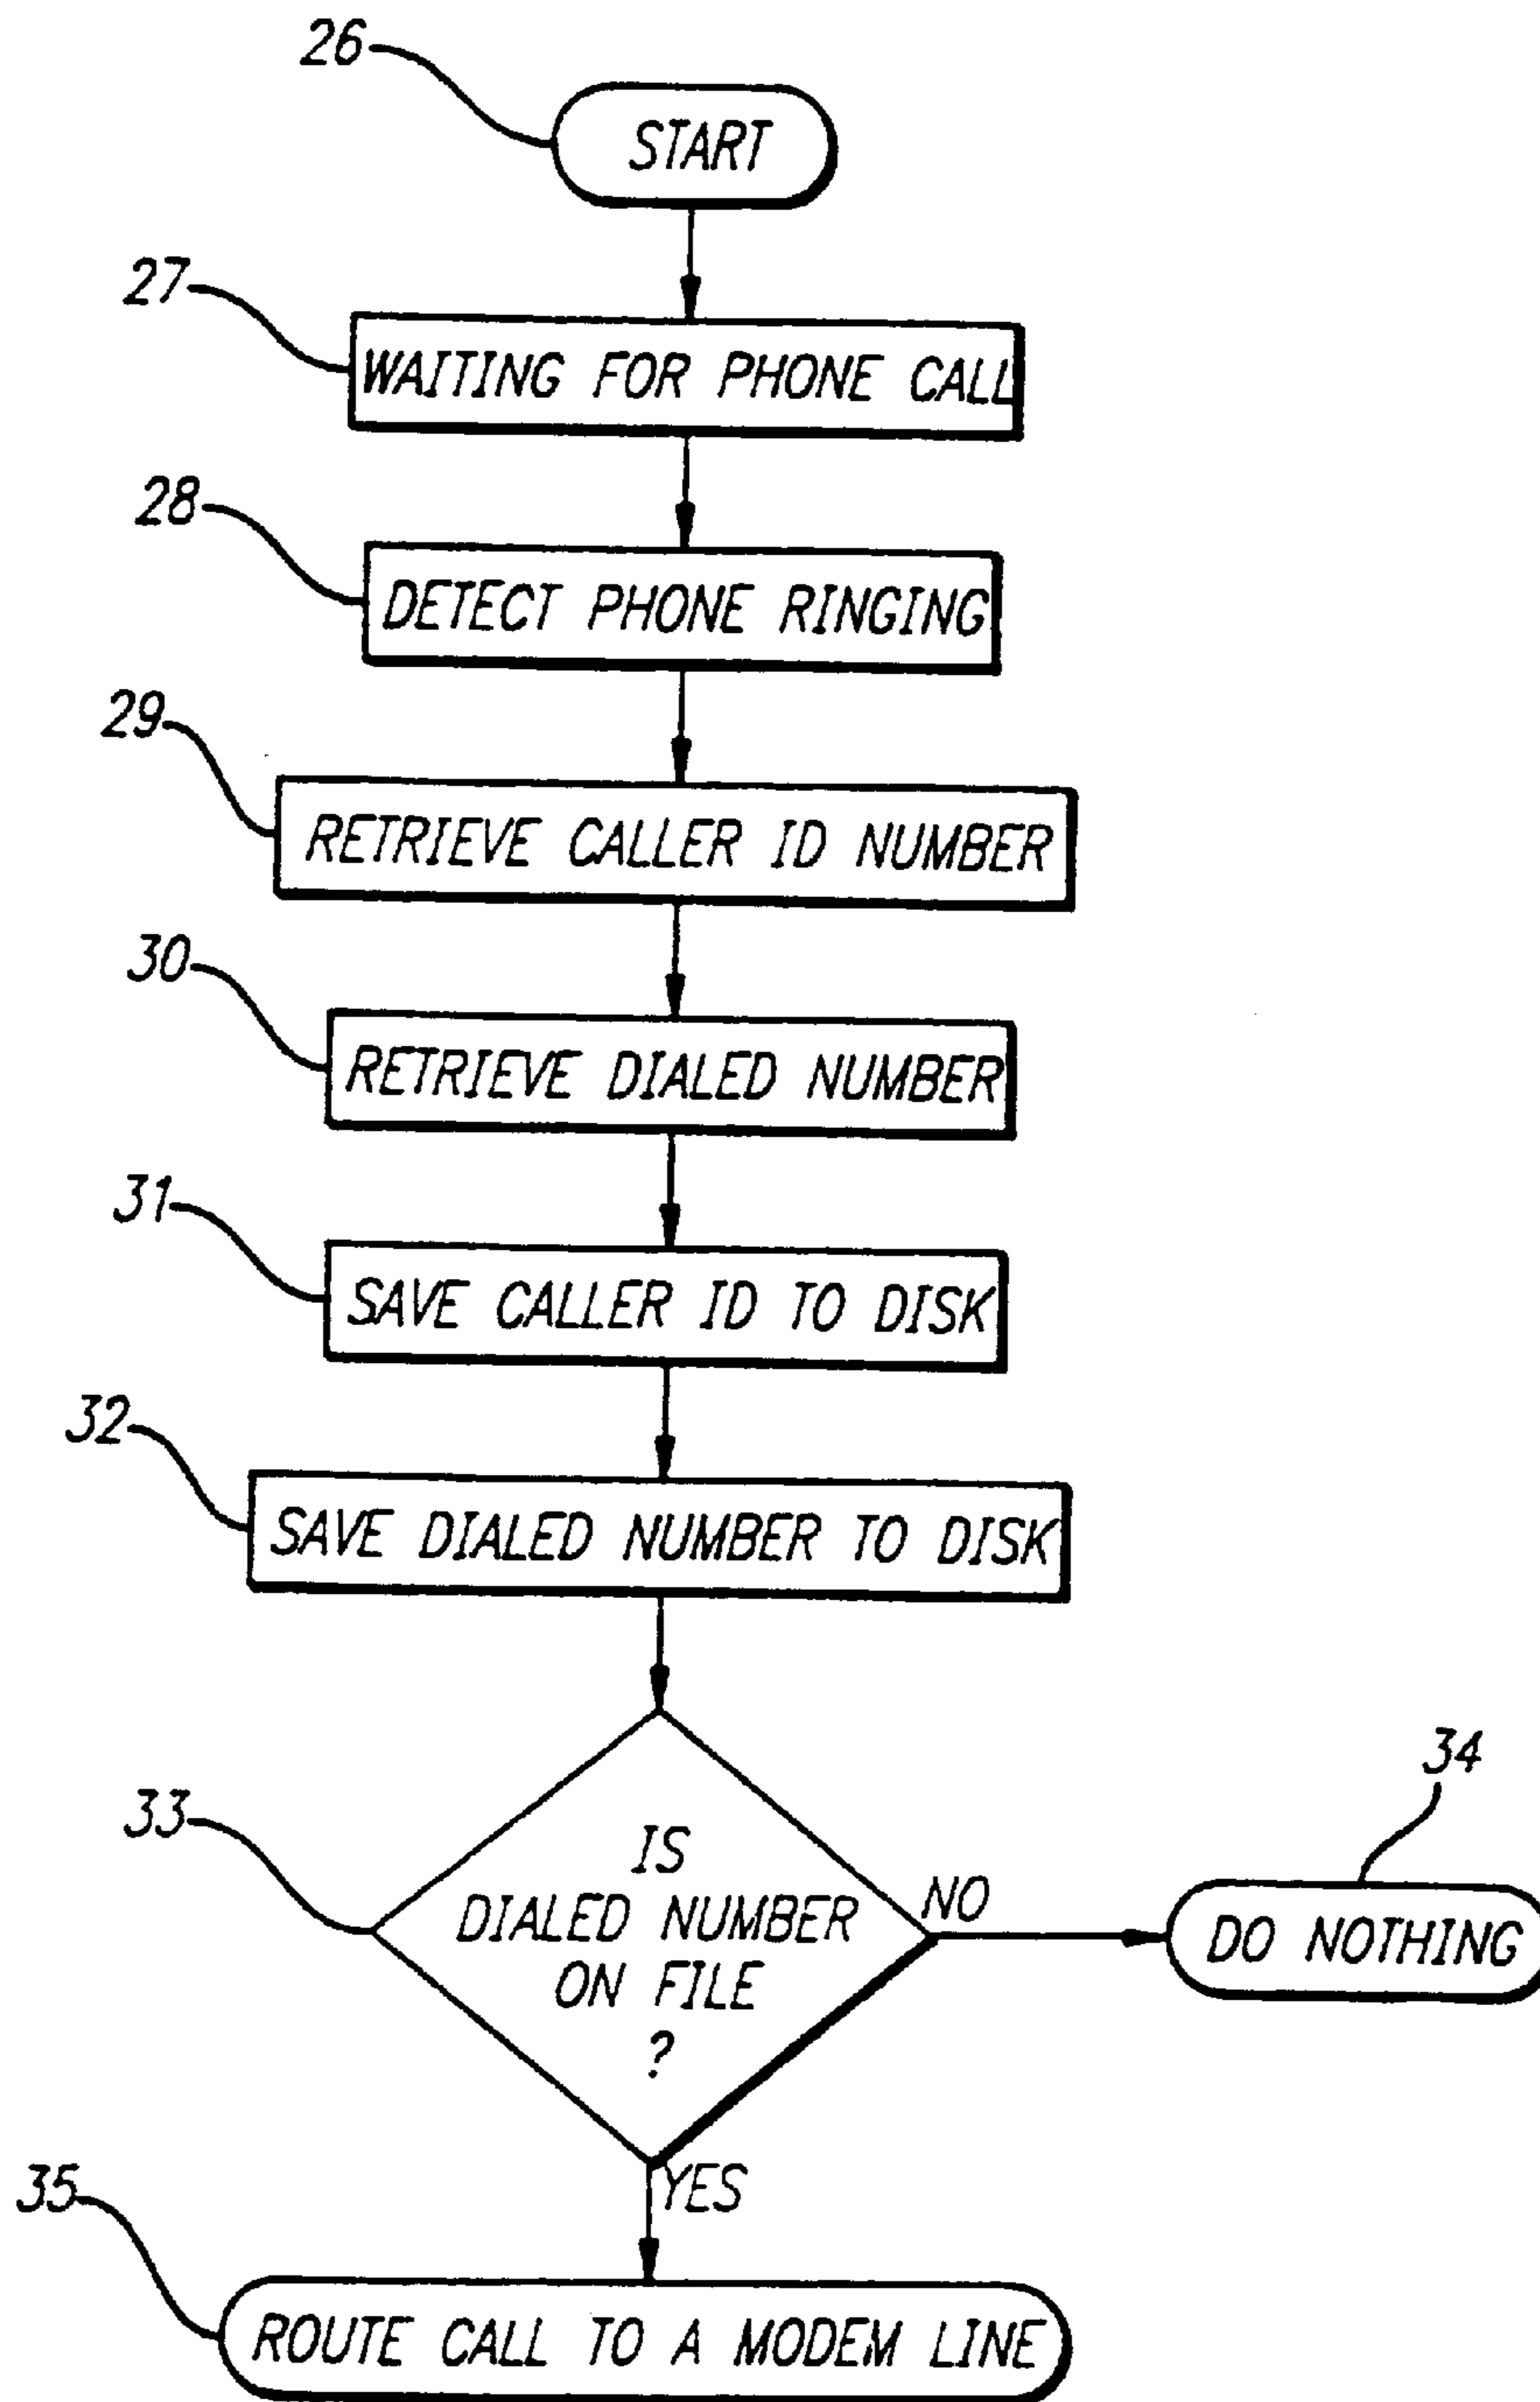 26
START
27
WAITING FOR PHONE CALL
28
DETECT PHONE RINGING
29
RETRIEVE CALLER ID NUMBER
30
RETRIEVE DIALED NUMBER
31
SAVE CALLER ID TO DISK
32
SAVE DIALED NUMBER TO DISK
33
IS
DIALED NUMBER
ON FILE
?
NO
34
DO NOTHING
YES
35
ROUTE CALL TO A MODEM LINE